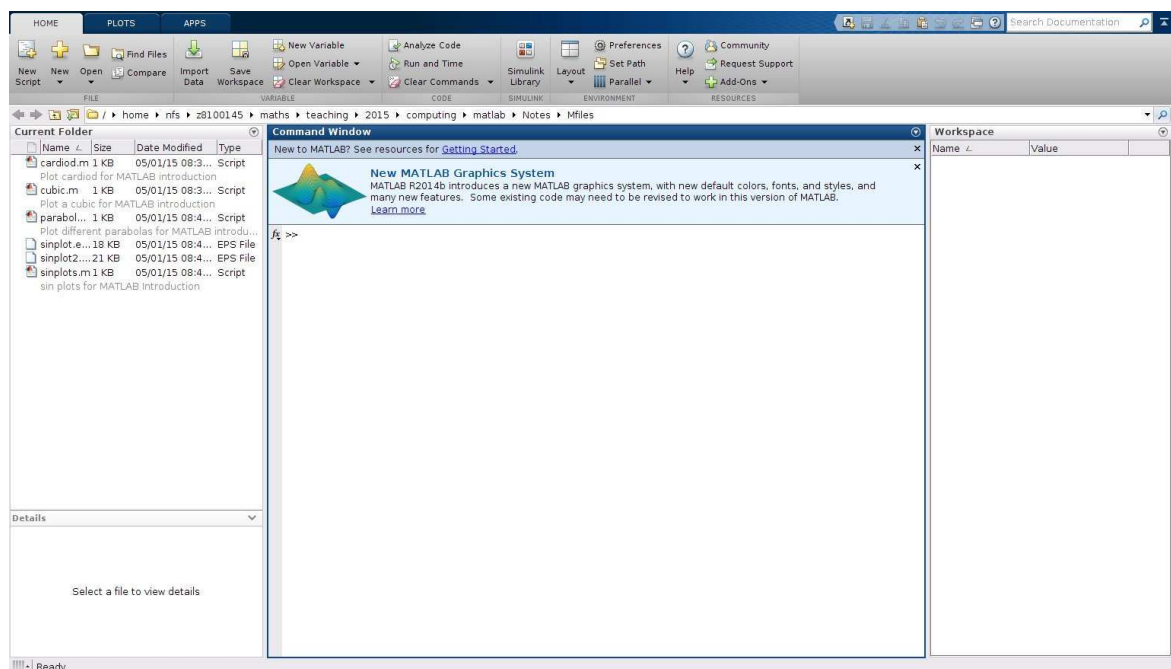 HOME PLOTS APPS
Search Documentation
New Script
New
Open
Find Files
Compare
Import Data
Save Workspace
New Variable
Open Variable
Clear Workspace
Analyze Code
Run and Time
Clear Commands
Simulink Library
Layout
Preferences
Set Path
Parallel
Help
Community
Request Support
Add-Ons
FILE VARIABLE CODE SIMULINK ENVIRONMENT RESOURCES
/ home nfs z8100145 maths teaching 2015 computing matlab Notes Mfiles
Current Folder
Name Size Date Modified Type
cardiod.m 1 KB 05/01/15 08:3... Script
Plot cardiod for MATLAB introduction
cubic.m 1 KB 05/01/15 08:3... Script
Plot a cubic for MATLAB introduction
parabol... 1 KB 05/01/15 08:4... Script
Plot different parabolas for MATLAB introdu...
sinplot.e... 18 KB 05/01/15 08:4... EPS File
sinplot2.... 21 KB 05/01/15 08:4... EPS File
sinplots.m 1 KB 05/01/15 08:4... Script
sin plots for MATLAB Introduction
Details
Select a file to view details
Command Window
New to MATLAB? See resources for Getting Started.
New MATLAB Graphics System
MATLAB R2014b introduces a new MATLAB graphics system, with new default colors, fonts, and styles, and
many new features. Some existing code may need to be revised to work in this version of MATLAB.
Learn more
fx >>
Workspace
Name Value
Ready